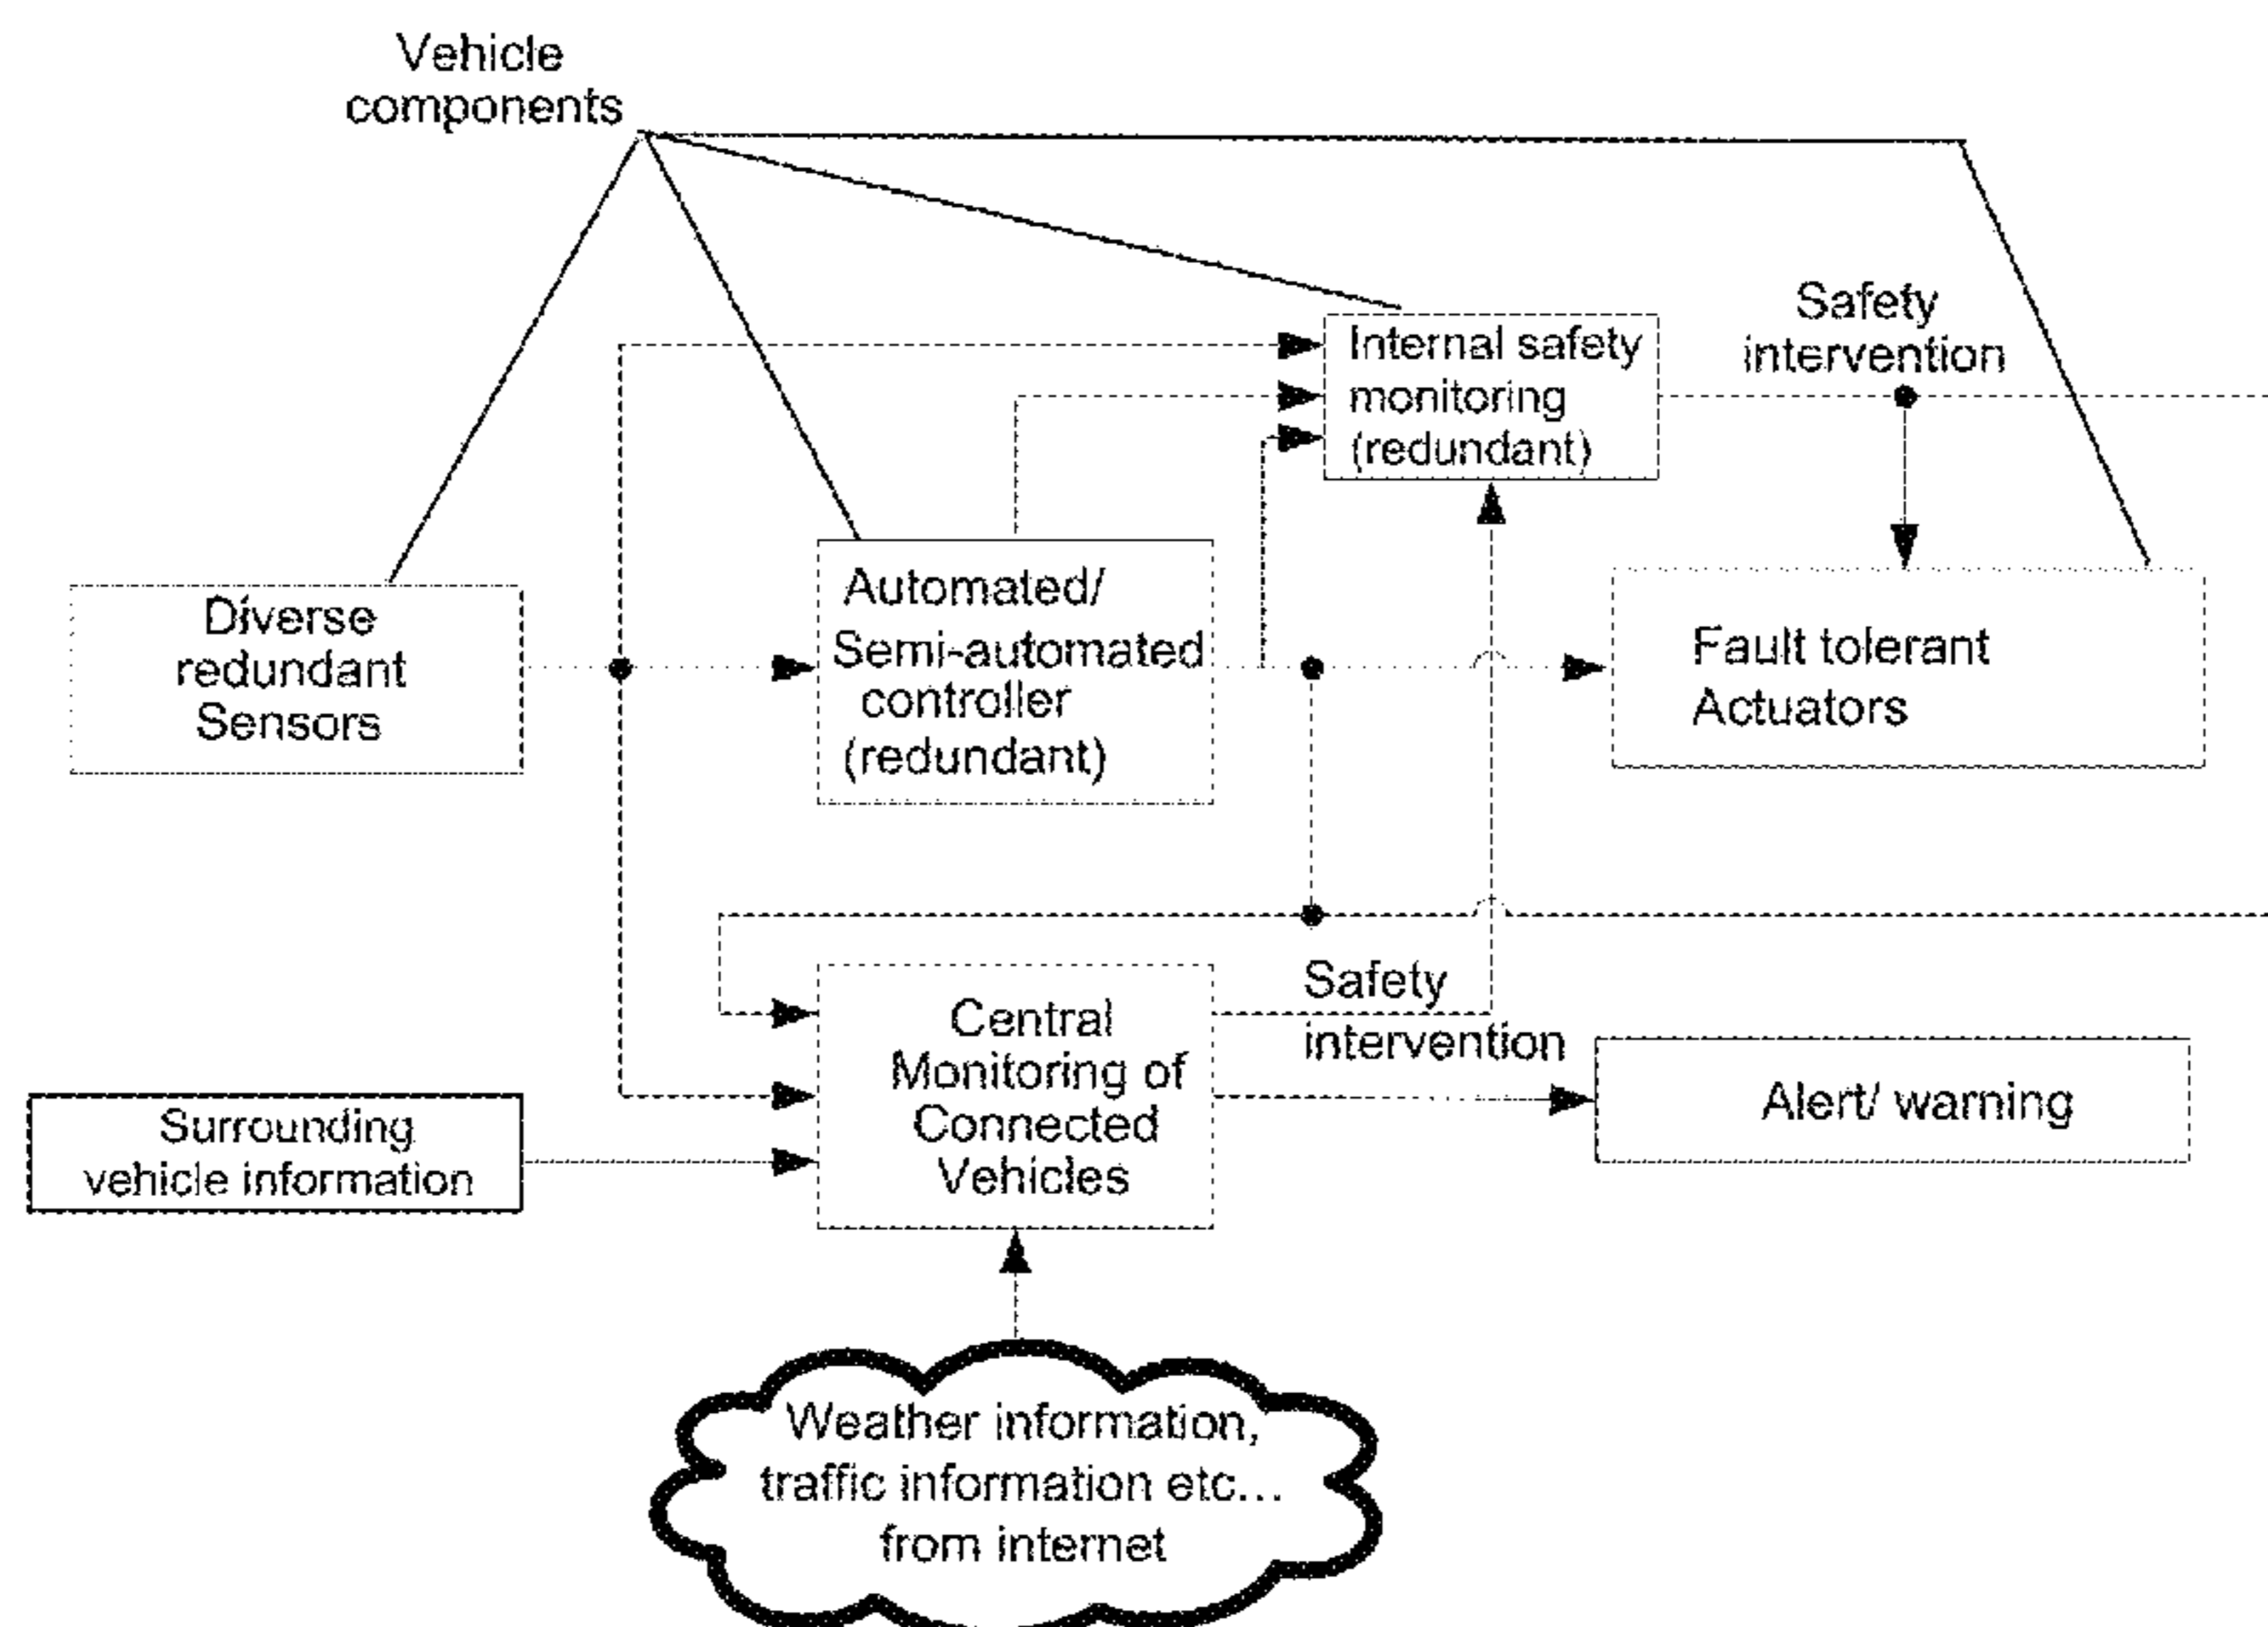 Vehicle
components
Internal safety
monitoring
(redundant)
Safety
intervention
Diverse
redundant
Sensors
Automated/
Semi-automated
controller
(redundant)
Fault tolerant
Actuators
Central
Monitoring of
Connected
Vehicles
Safety
intervention
Alert/ warning
Surrounding
vehicle information
Weather information,
traffic information etc...
from internet